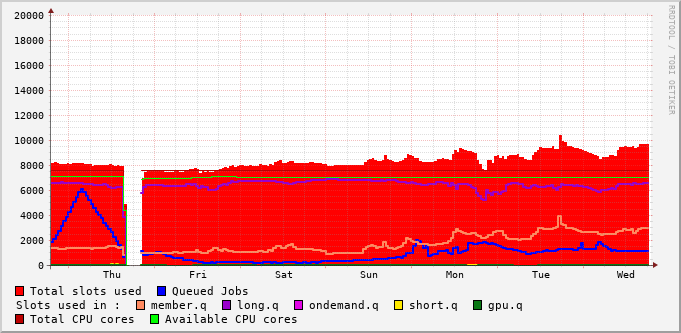 20000
18000
16000
14000
12000
10000
8000
6000
4000
2000
0
Thu Fri Sat Sun Mon Tue Wed
RRDTOOL / TOBI OETIKER
Total slots used Queued Jobs
Slots used in : member.q long.q ondemand.q short.q gpu.q
Total CPU cores Available CPU cores